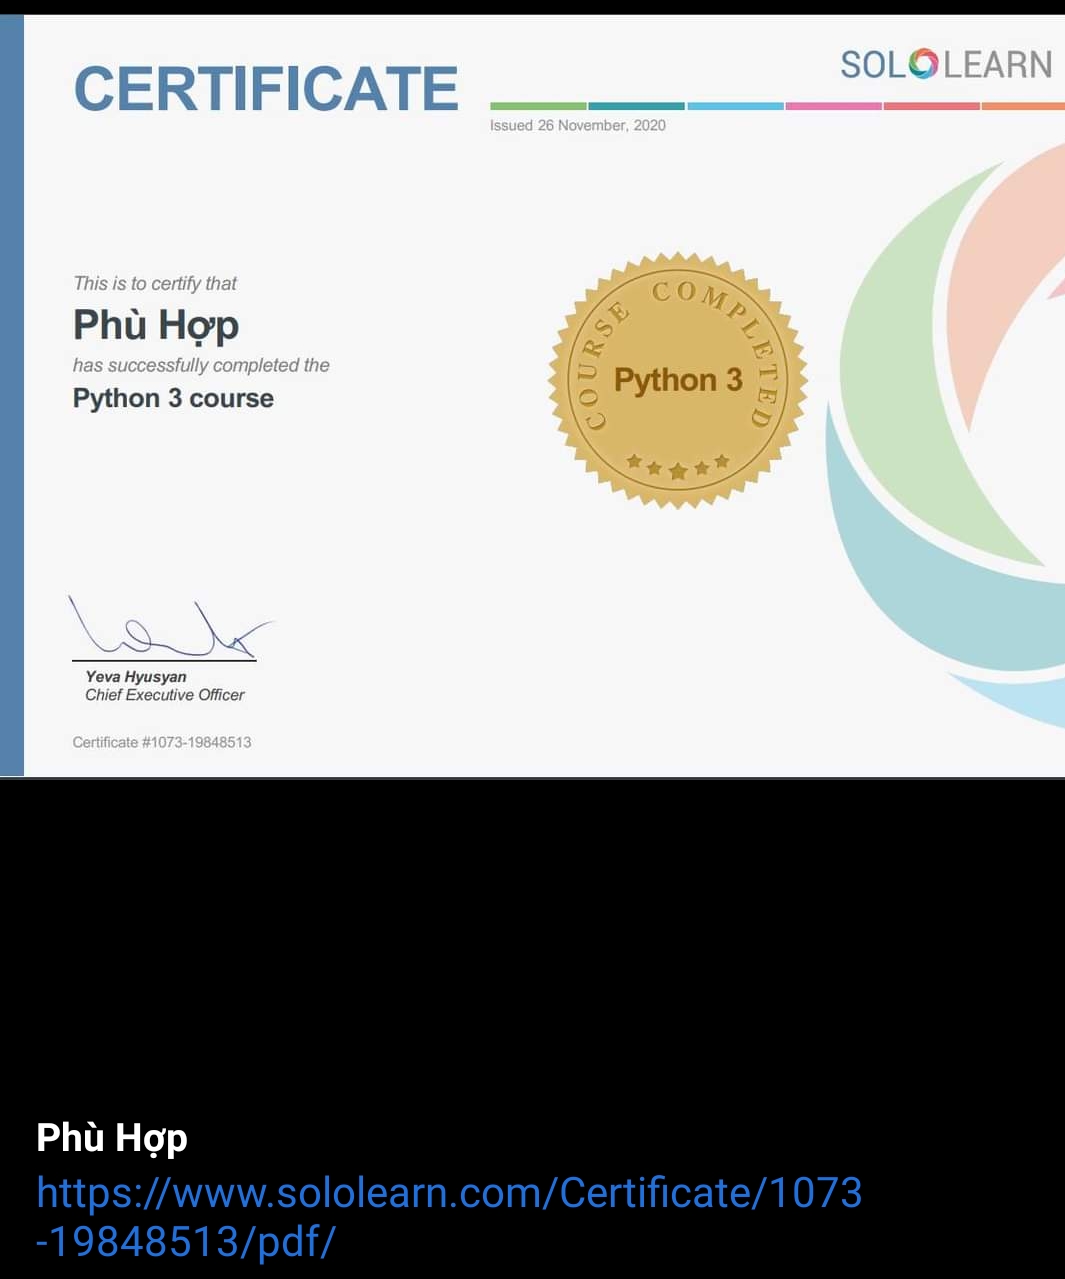 CERTIFICATE
SOLOLEARN
Issued 26 November, 2020
This is to certify that
Phù Hợp
has successfully completed the
Python 3 course
COURSE COMPLETED
Python 3
Yeva Hyusyan
Chief Executive Officer
Certificate #1073-19848513
Phù Hợp
https://www.sololearn.com/Certificate/1073
-19848513/pdf/